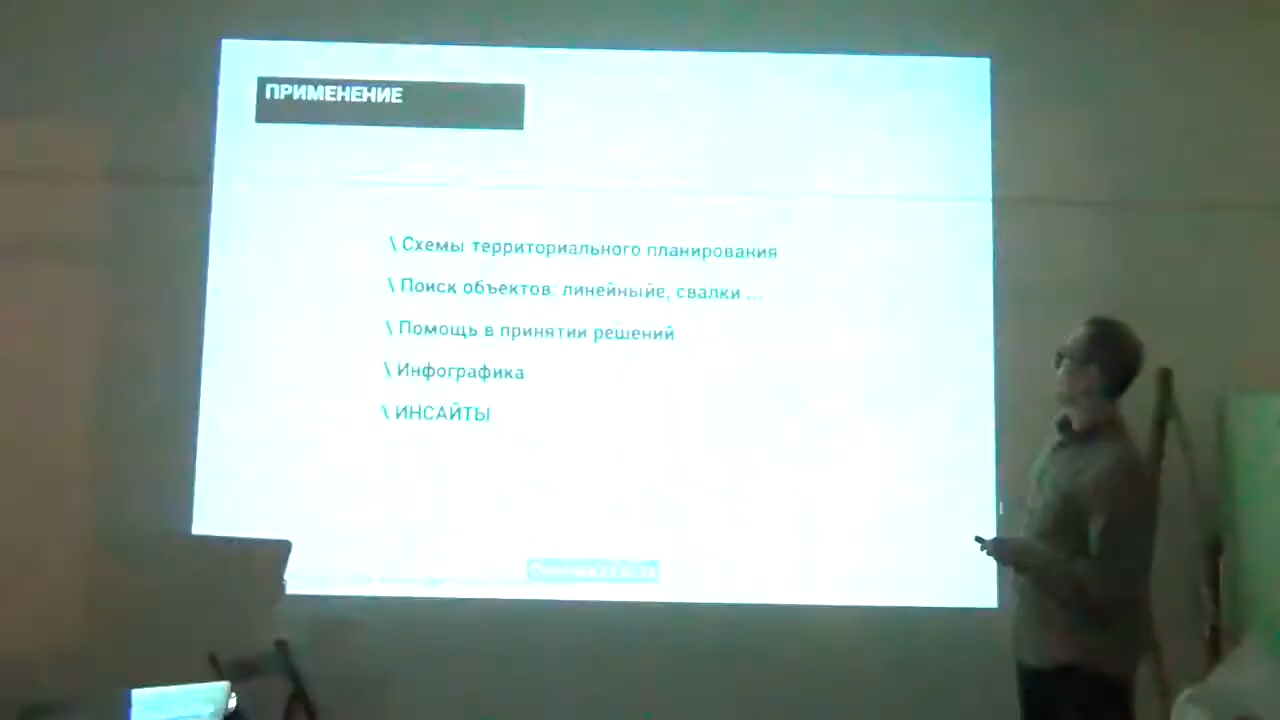 ПРИМЕНЕНИЕ
\ Схемы территориального планирования
\ Поиск объектов: линейныйе, свалки ...
\ Помощь в принятии решений
\ Инфографика
\ ИНСАЙТЫ